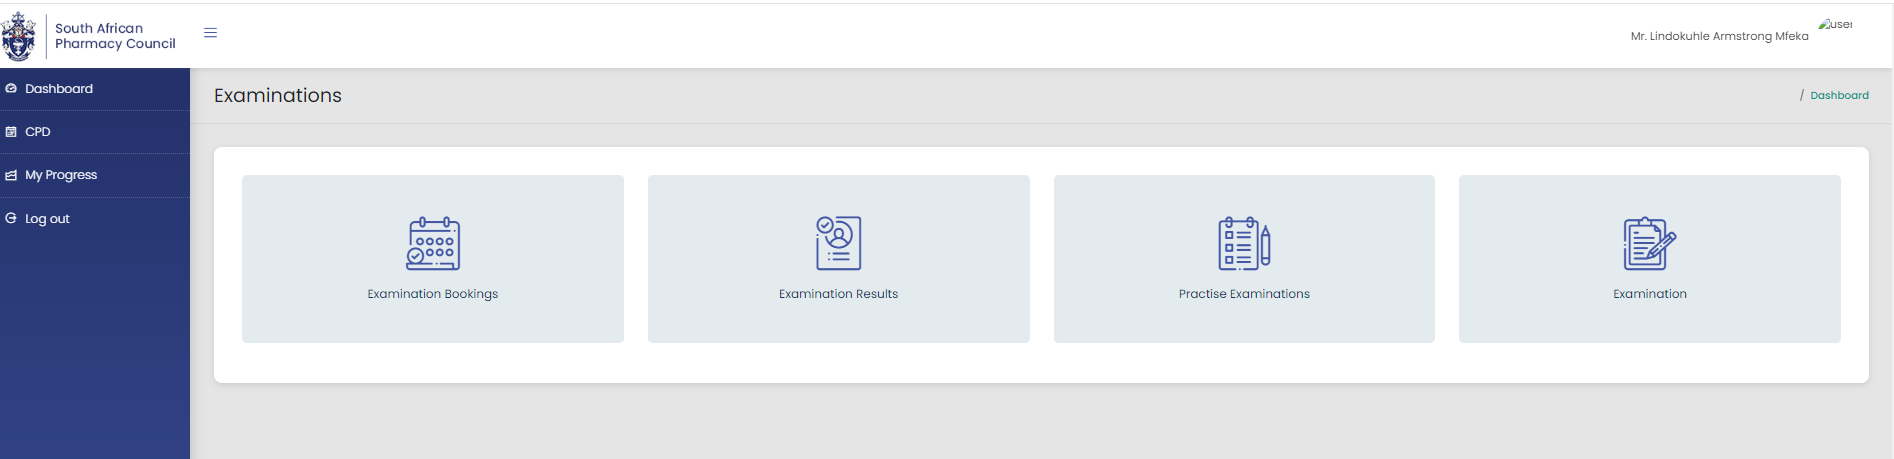 South African
Pharmacy Council
Mr. Lindokuhle Armstrong Mfeka
user
Dashboard
CPD
My Progress
Log out
Examinations
/ Dashboard
Examination Bookings
Examination Results
Practise Examinations
Examination